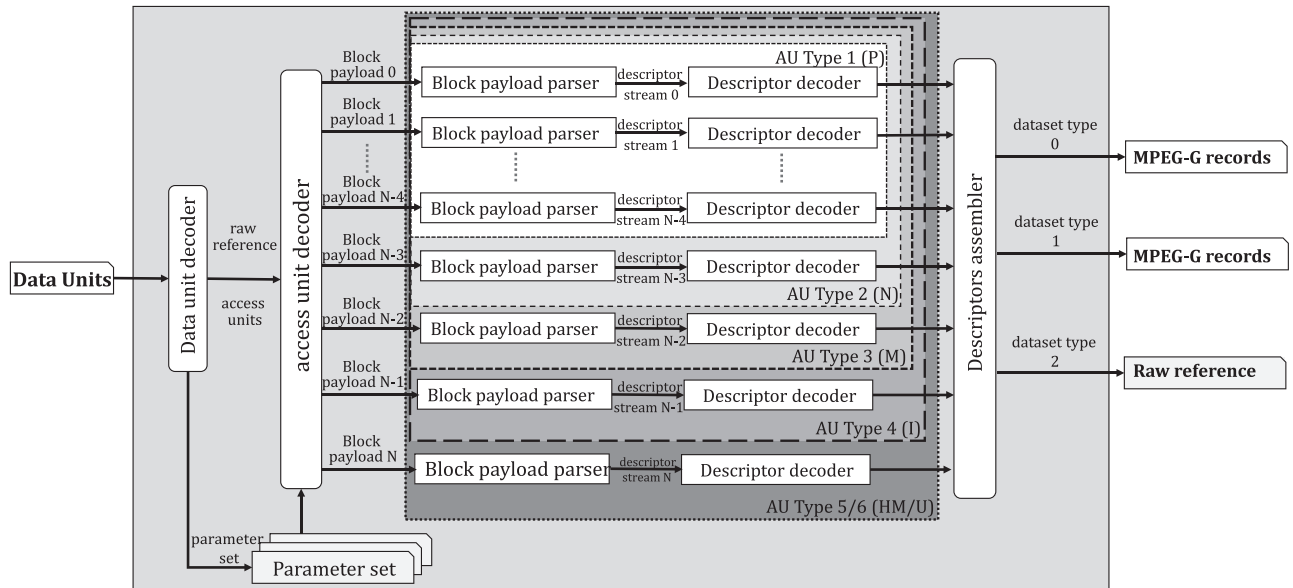 Data Units
Data unit decoder
raw
reference
access
units
parameter
set
Parameter set
access unit decoder
Block
payload 0
Block payload parser
descriptor
stream 0
Descriptor decoder
AU Type 1 (P)
Block
payload 1
Block payload parser
descriptor
stream 1
Descriptor decoder
Block
payload N-4
Block payload parser
descriptor
stream N-4
Descriptor decoder
Block
payload N-3
Block payload parser
descriptor
stream N-3
Descriptor decoder
AU Type 2 (N)
Block
payload N-2
Block payload parser
descriptor
stream N-2
Descriptor decoder
AU Type 3 (M)
Block
payload N-1
Block payload parser
descriptor
stream N-1
Descriptor decoder
AU Type 4 (I)
Block
payload N
Block payload parser
descriptor
stream N
Descriptor decoder
AU Type 5/6 (HM/U)
Descriptors assembler
dataset type
0
MPEG-G records
dataset type
1
MPEG-G records
dataset type
2
Raw reference